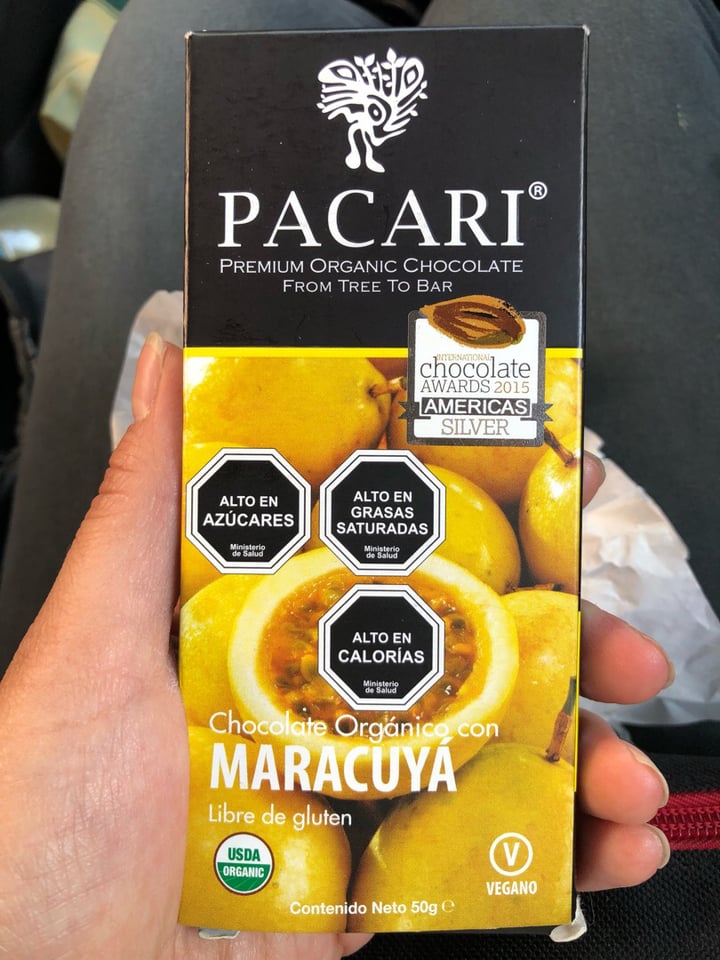 PACARI®
PREMIUM ORGANIC CHOCOLATE
FROM TREE TO BAR
INTERNATIONAL
chocolate
AWARDS 2015
AMERICAS
SILVER
ALTO EN
AZÚCARES
Ministerio
de Salud
ALTO EN
GRASAS
SATURADAS
Ministerio
de Salud
ALTO EN
CALORÍAS
Ministerio
de Salud
Chocolate Orgánico con
MARACUYÁ
Libre de gluten
USDA
ORGANIC
V
VEGANO
Contenido Neto 50g ℮